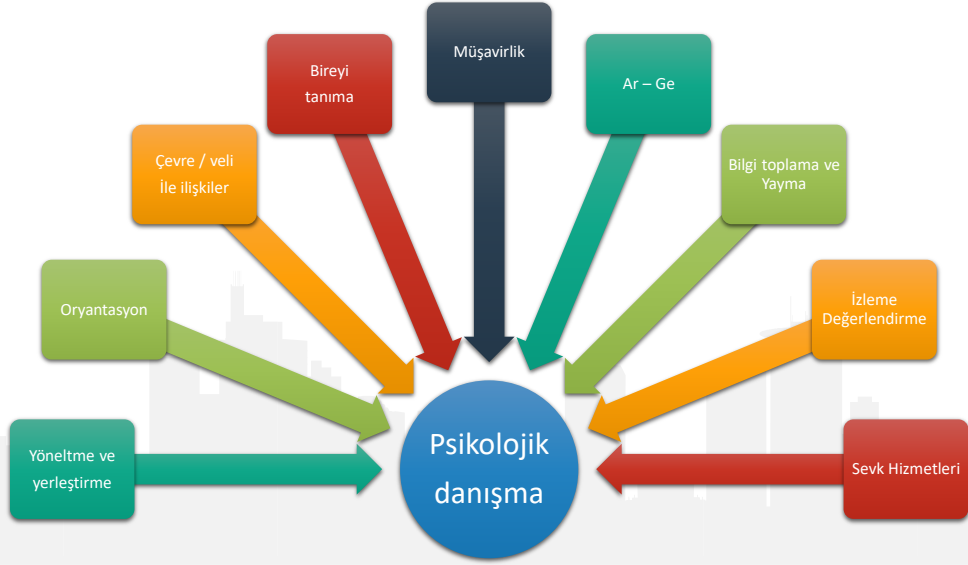 Müşavirlik
Bireyi
tanıma
Ar – Ge
Çevre / veli
İle ilişkiler
Bilgi toplama ve
Yayma
Oryantasyon
İzleme
Değerlendirme
Yöneltme ve
yerleştirme
Psikolojik
danışma
Sevk Hizmetleri